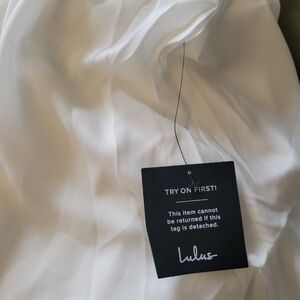 TRY ON FIRST!
This item cannot
be returned if this
tag is detached.
Lulus